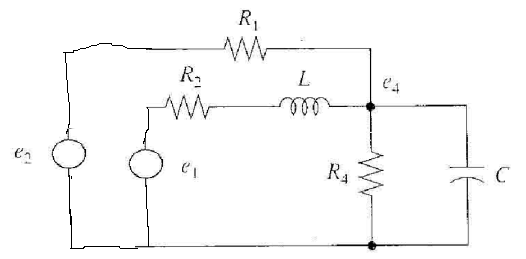 R₁
R₂
L
e₄
e₂
e₁
R₄
C